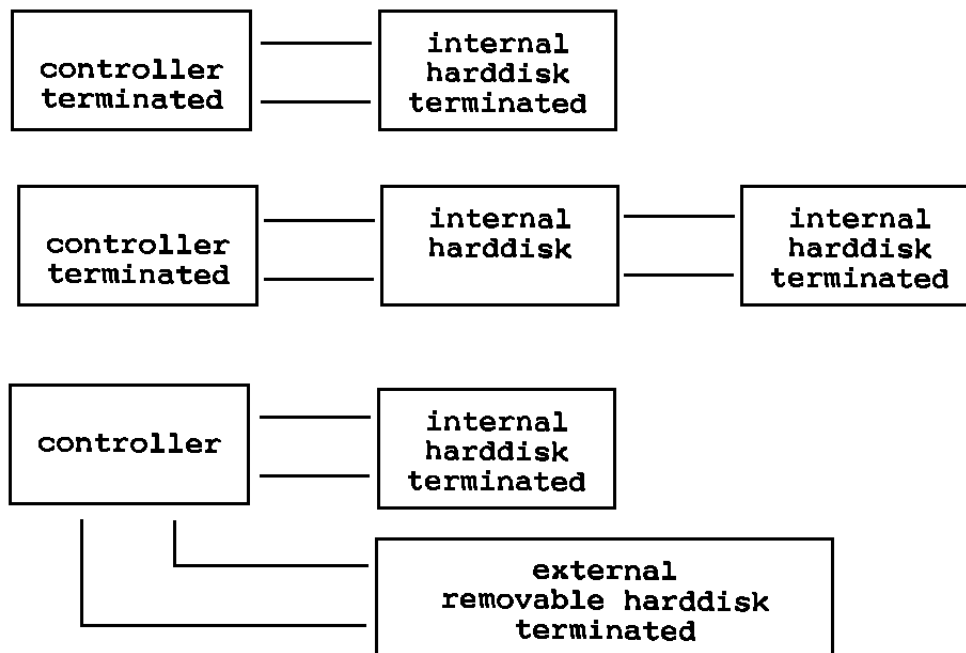 controller
terminated
internal
harddisk
terminated
controller
terminated
internal
harddisk
internal
harddisk
terminated
controller
internal
harddisk
terminated
external
removable harddisk
terminated